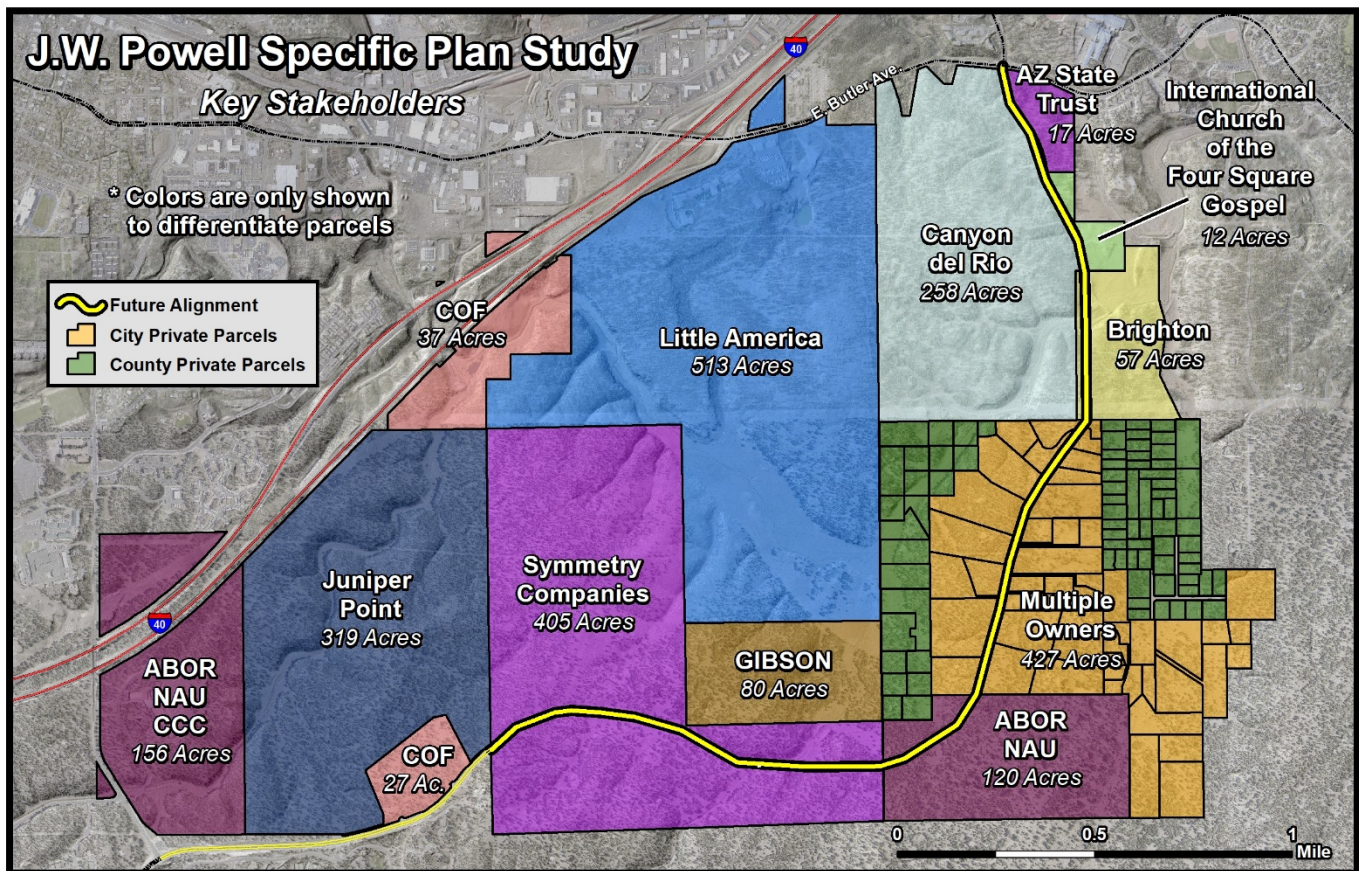 J.W. Powell Specific Plan Study
Key Stakeholders
40
E. Butler Ave.
AZ State
Trust
17 Acres
International
Church
of the
Four Square
Gospel
12 Acres
* Colors are only shown
to differentiate parcels
Future Alignment
City Private Parcels
County Private Parcels
COF
37 Acres
Little America
513 Acres
Canyon
del Rio
258 Acres
Brighton
57 Acres
Juniper
Point
319 Acres
Symmetry
Companies
405 Acres
Multiple
Owners
427 Acres
40
ABOR
NAU
CCC
156 Acres
GIBSON
80 Acres
COF
27 Ac.
ABOR
NAU
120 Acres
0 0.5 1
Mile